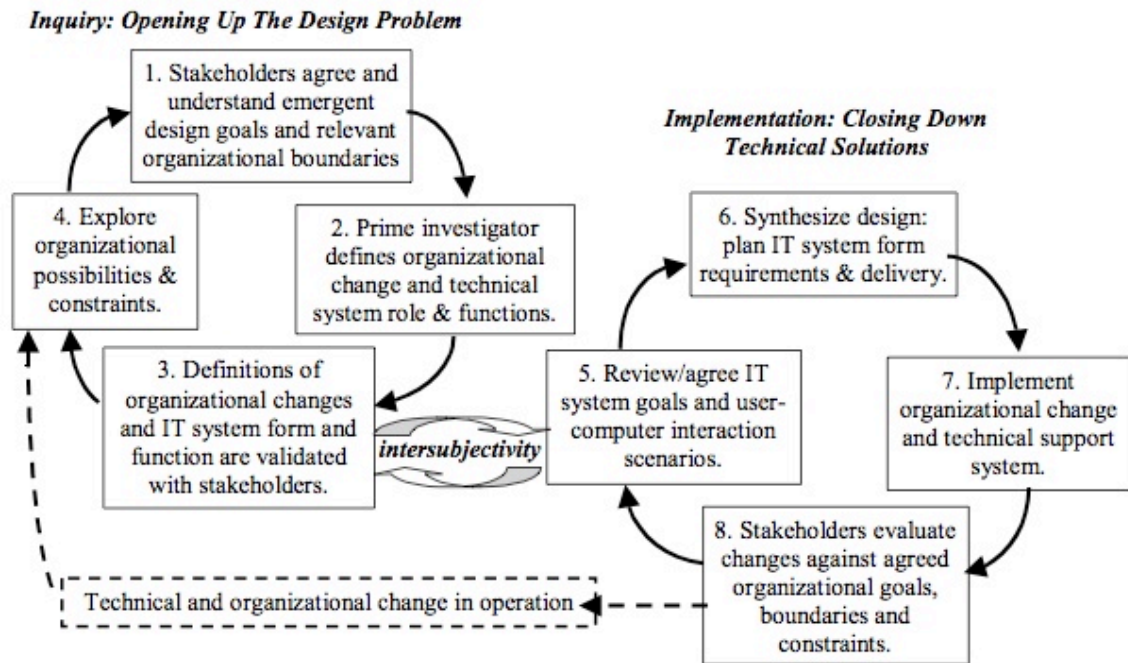 Inquiry: Opening Up The Design Problem
1. Stakeholders agree and
understand emergent
design goals and relevant
organizational boundaries
2. Prime investigator
defines organizational
change and technical
system role & functions.
3. Definitions of
organizational changes
and IT system form and
function are validated
with stakeholders.
4. Explore
organizational
possibilities &
constraints.
intersubjectivity
Implementation: Closing Down
Technical Solutions
5. Review/agree IT
system goals and user-
computer interaction
scenarios.
6. Synthesize design:
plan IT system form
requirements & delivery.
7. Implement
organizational change
and technical support
system.
8. Stakeholders evaluate
changes against agreed
organizational goals,
boundaries and
constraints.
Technical and organizational change in operation